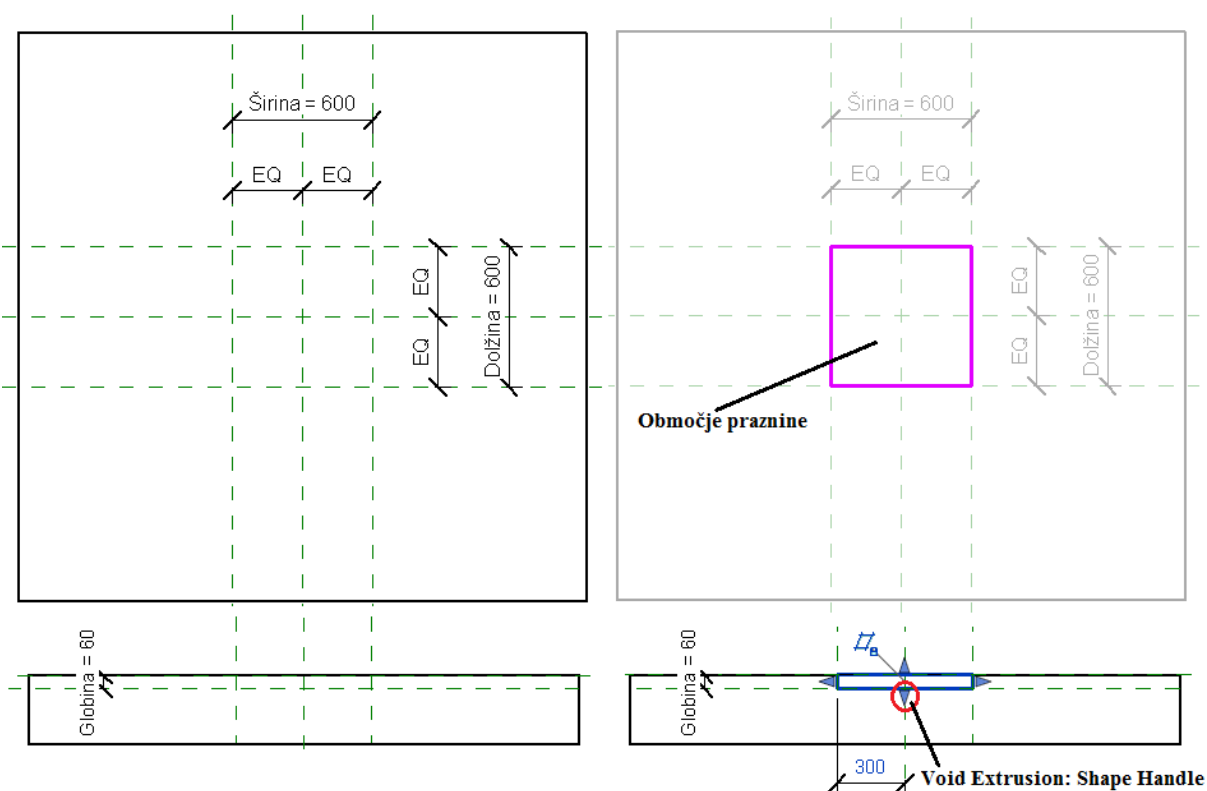 Širina = 600
EQ EQ
EQ
EQ
Dolžina = 600
Globina = 60
Širina = 600
EQ EQ
EQ
EQ
Dolžina = 600
Območje praznine
Globina = 60
300
Void Extrusion: Shape Handle